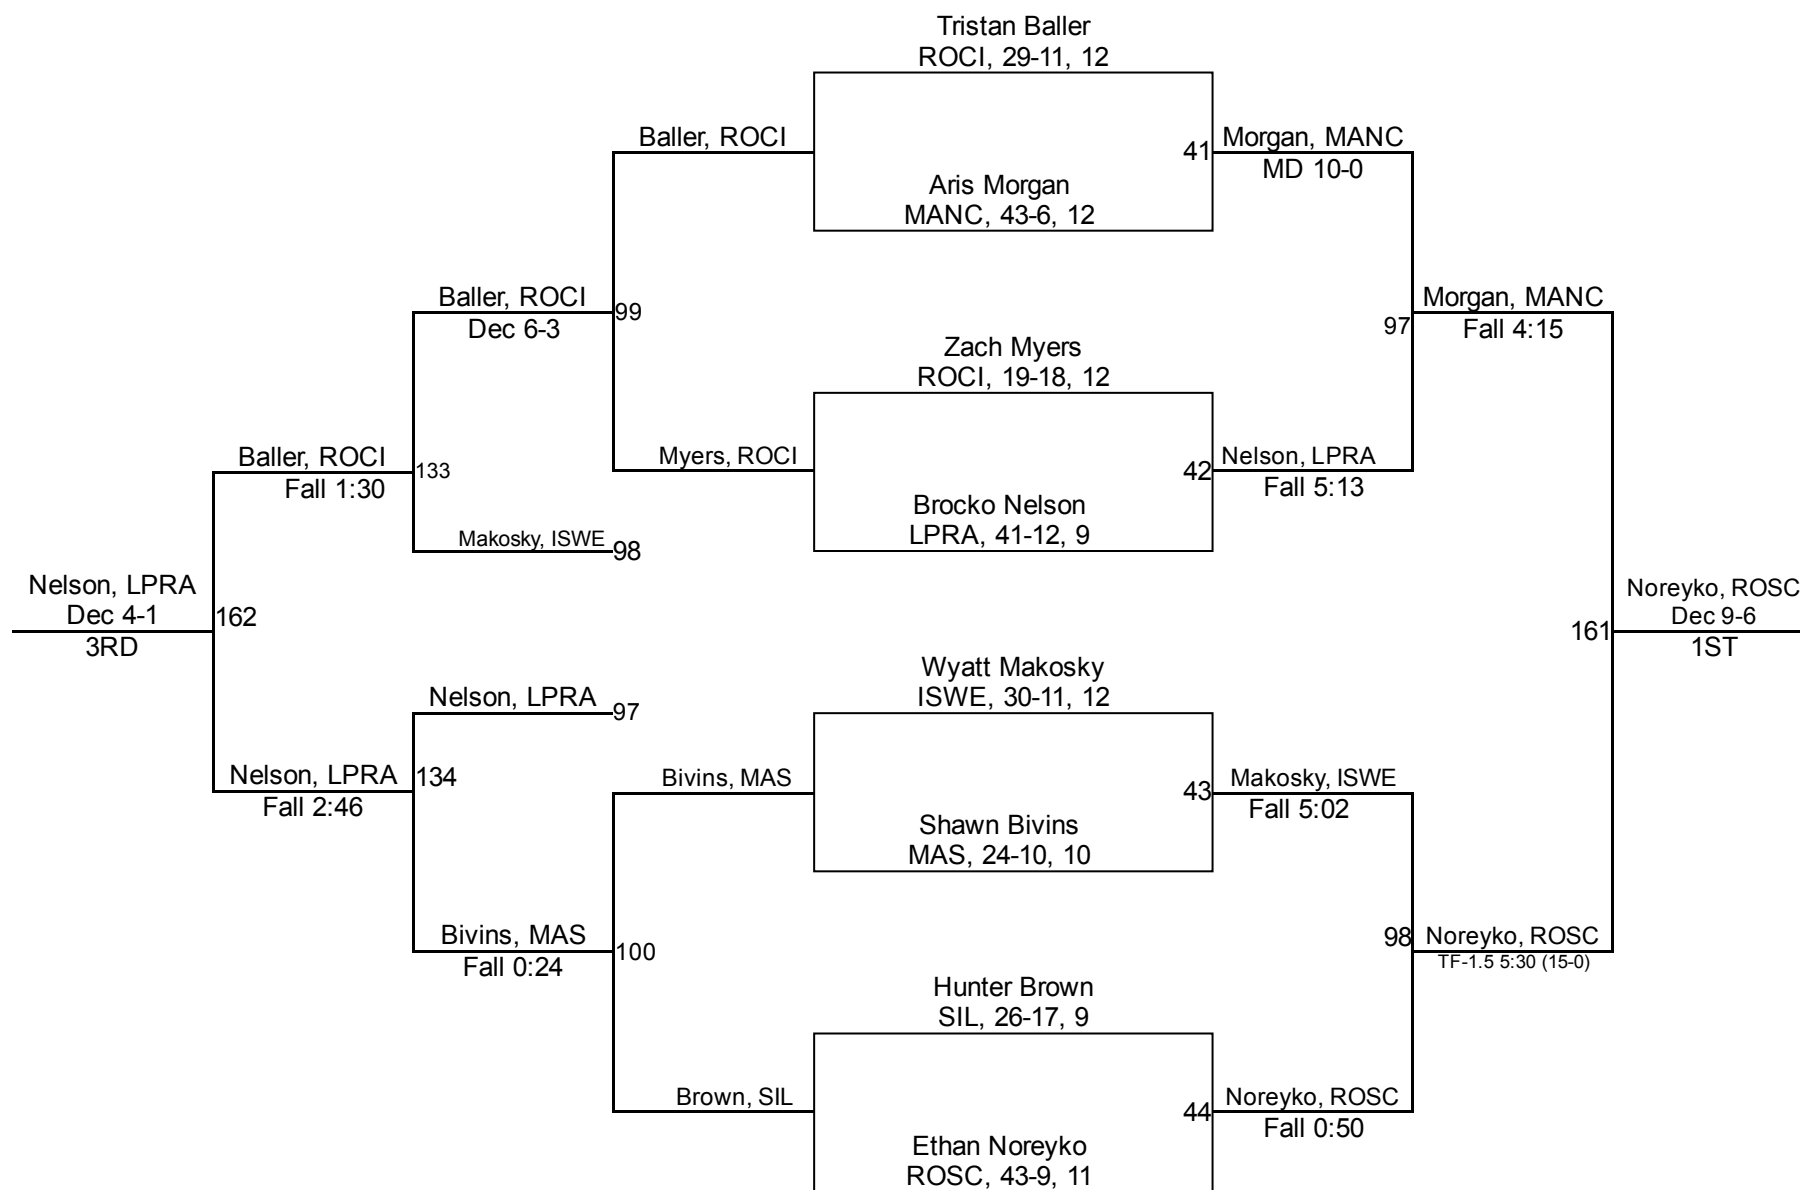 Tristan Baller
ROCI, 29-11, 12
Baller, ROCI
41
Morgan, MANC
MD 10-0
Aris Morgan
MANC, 43-6, 12
Baller, ROCI
Dec 6-3
99
Morgan, MANC
Fall 4:15
97
Zach Myers
ROCI, 19-18, 12
Baller, ROCI
Fall 1:30
133
Myers, ROCI
42
Nelson, LPRA
Fall 5:13
Brocko Nelson
LPRA, 41-12, 9
Makosky, ISWE
98
Nelson, LPRA
Dec 4-1
3RD
162
161
Noreyko, ROSC
Dec 9-6
1ST
Wyatt Makosky
ISWE, 30-11, 12
Nelson, LPRA
97
Nelson, LPRA
Fall 2:46
134
Bivins, MAS
43
Makosky, ISWE
Fall 5:02
Shawn Bivins
MAS, 24-10, 10
Bivins, MAS
Fall 0:24
100
98
Noreyko, ROSC
TF-1.5 5:30 (15-0)
Hunter Brown
SIL, 26-17, 9
Brown, SIL
44
Noreyko, ROSC
Fall 0:50
Ethan Noreyko
ROSC, 43-9, 11